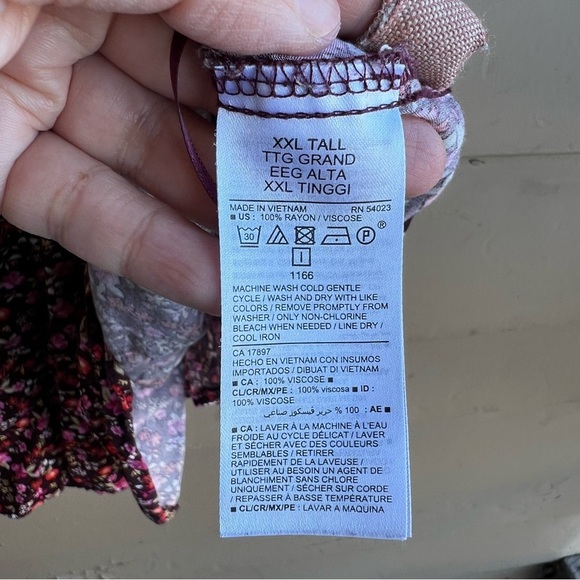 XXL TALL
TTG GRAND
EEG ALTA
XXL TINGGI
MADE IN VIETNAM RN 54023
■ US : 100% RAYON / VISCOSE
30 P ®
I
1166
MACHINE WASH COLD GENTLE
CYCLE / WASH AND DRY WITH LIKE
COLORS / REMOVE PROMPTLY FROM
WASHER / ONLY NON-CHLORINE
BLEACH WHEN NEEDED / LINE DRY /
COOL IRON
CA 17897
HECHO EN VIETNAM CON INSUMOS
IMPORTADOS / DIBUAT DI VIETNAM
■ CA : 100% VISCOSE ■
CL/CR/MX/PE : 100% viscosa ■ ID :
100% VISCOSE
■ AE : 100 % حرير فيسكوز صناعي
■ CA : LAVER À LA MACHINE À L'EAU
FROIDE AU CYCLE DÉLICAT / LAVER
ET SÉCHER AVEC DES COULEURS
SEMBLABLES / RETIRER
RAPIDEMENT DE LA LAVEUSE /
UTILISER AU BESOIN UN AGENT DE
BLANCHIMENT SANS CHLORE
UNIQUEMENT / SÉCHER SUR CORDE
/ REPASSER À BASSE TEMPÉRATURE
■ CL/CR/MX/PE : LAVAR A MAQUINA